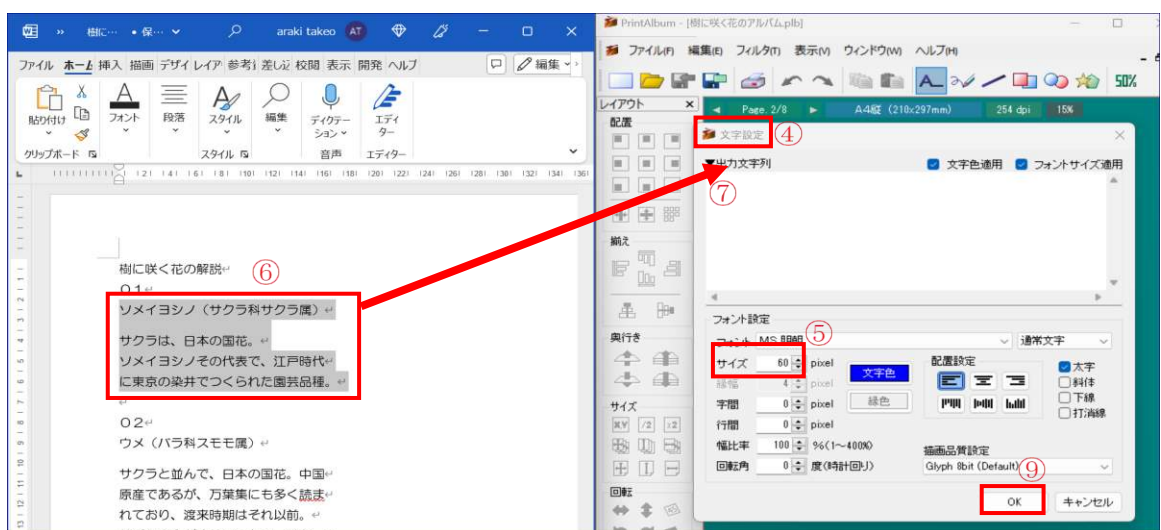 樹に… • 保… araki takeo AT
ファイル ホーム 挿入 描画 デザイ レイア 参考 差し込 校閲 表示 開発 ヘルプ 編集
貼り付け フォント 段落 スタイル 編集 ディクテーション エディター
クリップボード スタイル 音声 エディター
樹に咲く花の解説↵
01↵
⑥
ソメイヨシノ(サクラ科サクラ属)↵
サクラは、日本の国花。↵
ソメイヨシノその代表で、江戸時代↵
に東京の染井でつくられた園芸品種。↵
02↵
ウメ(バラ科スモモ属)↵
サクラと並んで、日本の国花。中国↵
原産であるが、万葉集にも多く読ま↵
れており、渡来時期はそれ以前。↵
PrintAlbum - [樹に咲く花のアルバム.plb]
ファイル(F) 編集(E) フィルタ(T) 表示(V) ウィンドウ(W) ヘルプ(H)
50%
レイアウト ×
Page. 2/8 A4縦 (210x297mm) 254 dpi 15%
配置
揃え
奥行き
サイズ
XY /2 x2
回転
文字設定 ④
▼出力文字列 文字色適用 フォントサイズ適用
⑦
フォント設定
フォント MS 明朝 通常文字
⑤
サイズ 60 pixel 文字色
縁幅 4 pixel 縁色
字間 0 pixel
行間 0 pixel
幅比率 100 %(1~400%)
回転角 0 度(時計回り)
配置設定
太字
斜体
下線
打消線
描画品質設定
Glyph 8bit (Default)
⑨
OK キャンセル